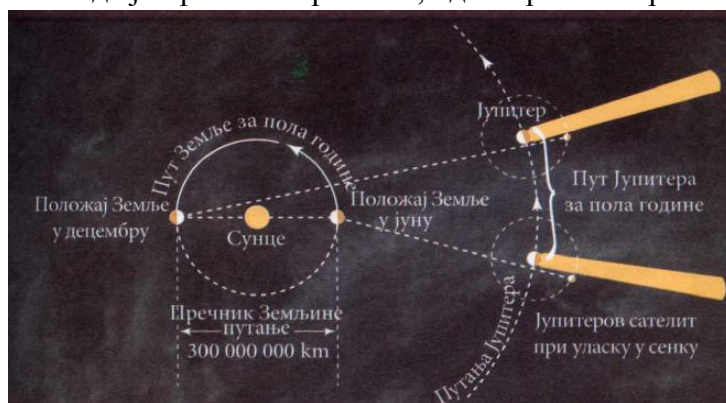 Јупитер
Пут Земље за пола године
Положај Земље
у децембру
Сунце
Положај Земље
у јуну
Пут Јупитера
за пола године
Пречник Земљине
путање
300 000 000 km
Путања Јупитера
Јупитеров сателит
при уласку у сенку